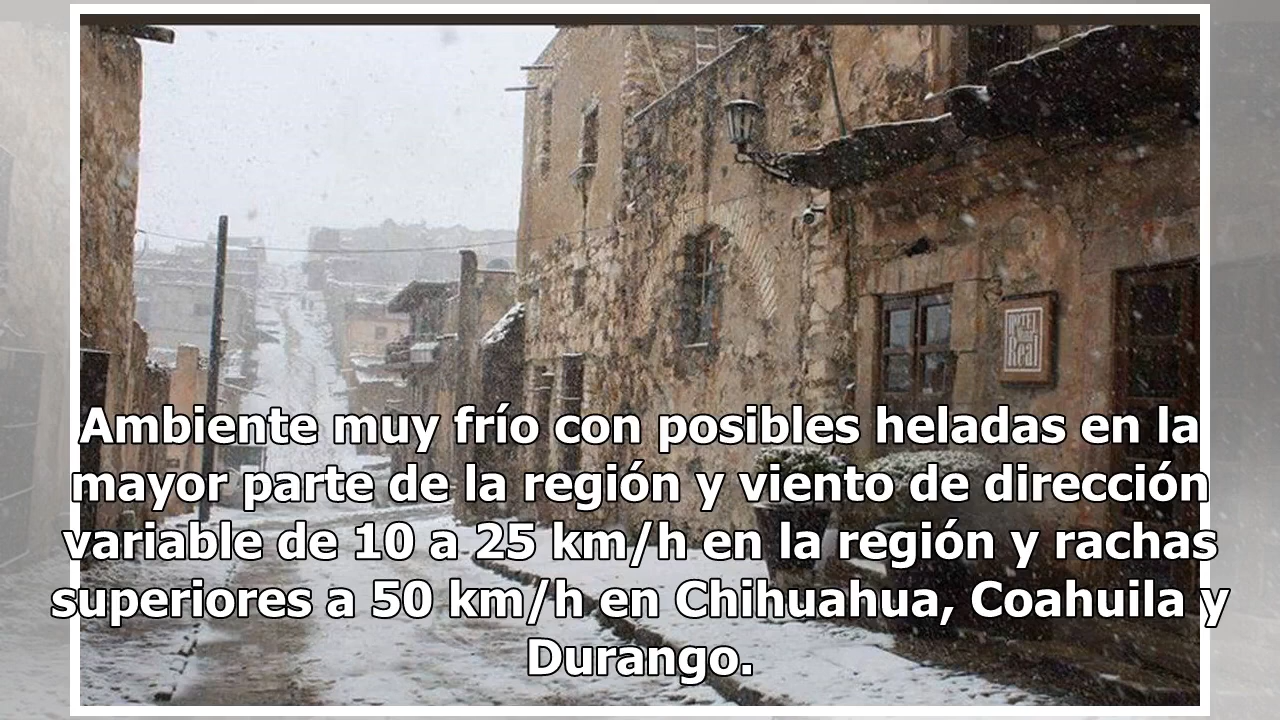 HOTEL
Real
Ambiente muy frío con posibles heladas en la
mayor parte de la región y viento de dirección
variable de 10 a 25 km/h en la región y rachas
superiores a 50 km/h en Chihuahua, Coahuila y
Durango.